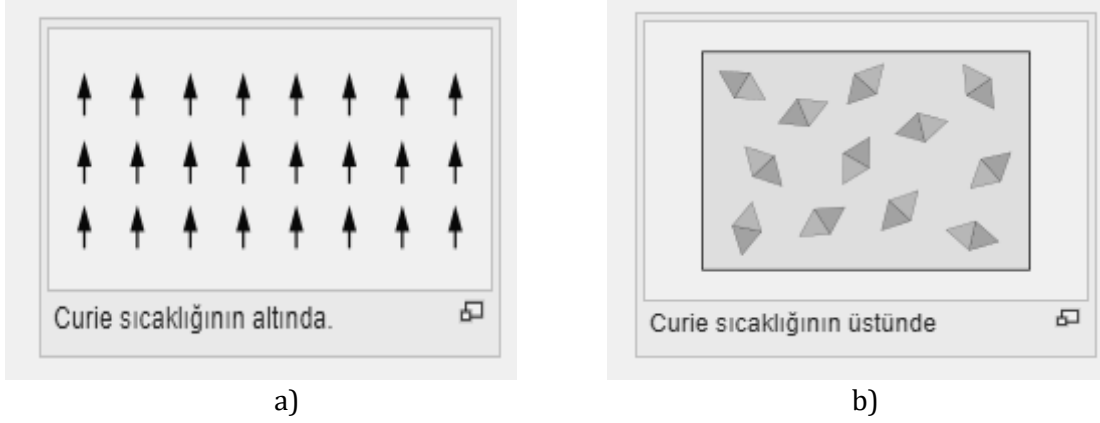 Curie sıcaklığının altında.
Curie sıcaklığının üstünde
a)
b)